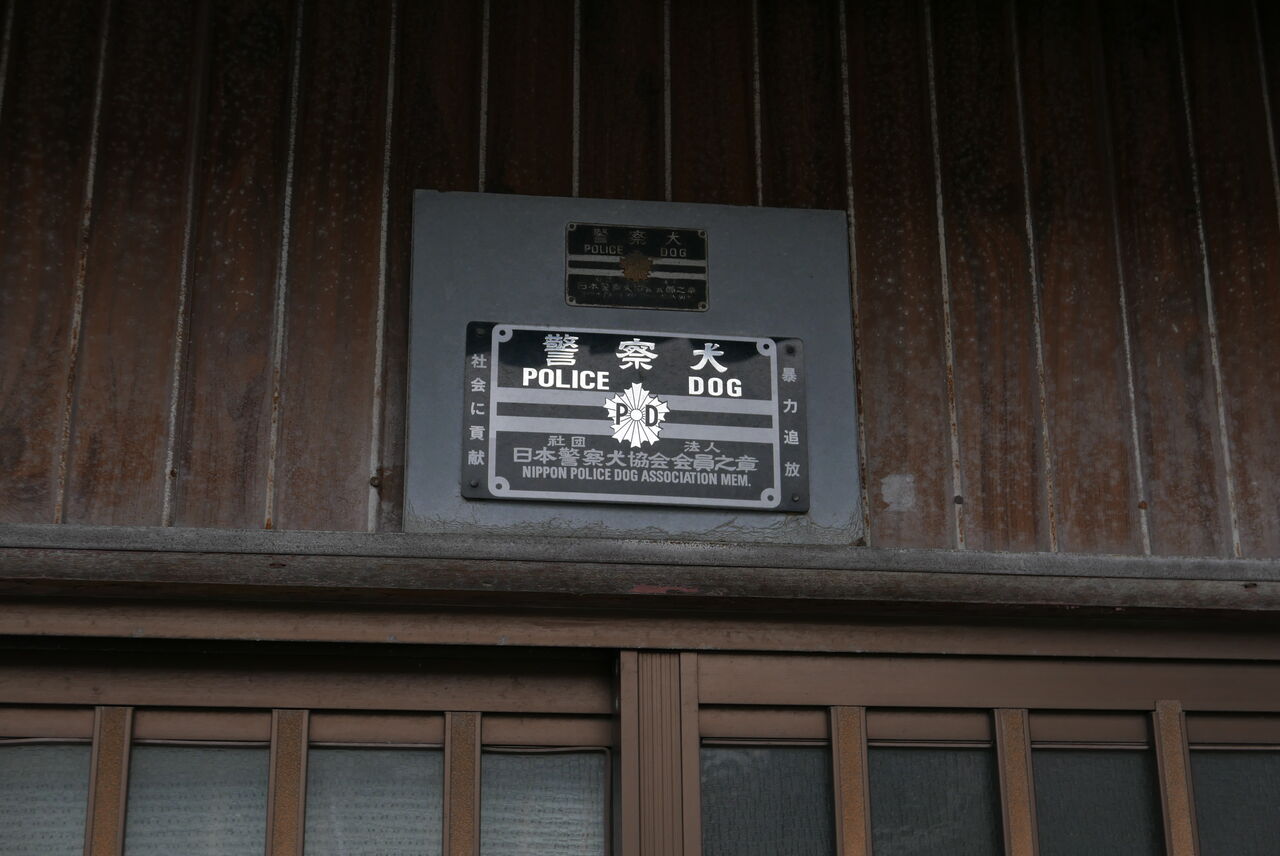 警察犬
POLICE DOG
警察犬
POLICE DOG
PD
社団法人
日本警察犬協会会員之章
NIPPON POLICE DOG ASSOCIATION MEM.
社会に貢献
暴力追放